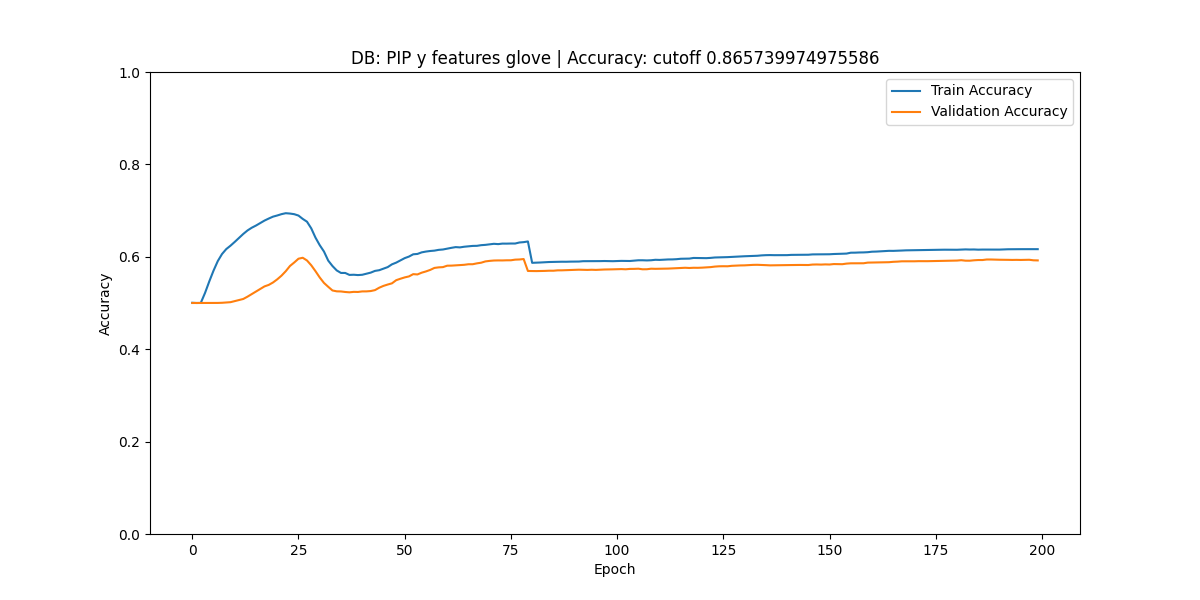 DB: PIP y features glove | Accuracy: cutoff 0.865739974975586
Train Accuracy
Validation Accuracy
Accuracy
1.0
0.8
0.6
0.4
0.2
0.0
0 25 50 75 100 125 150 175 200
Epoch